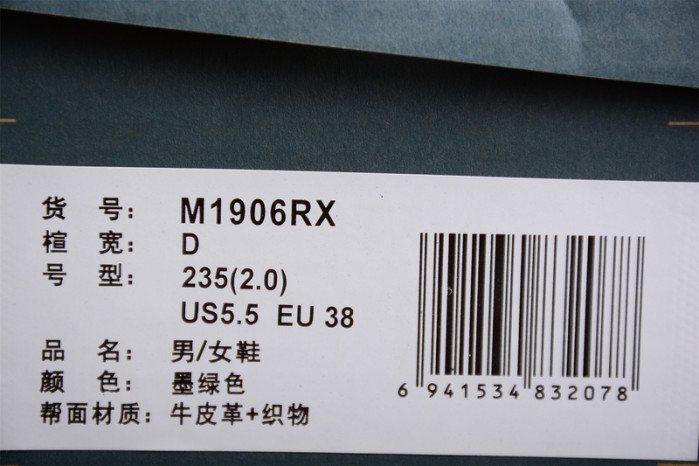 货 号： M1906RX
楦 宽： D
号 型： 235(2.0)
US5.5 EU 38
品 名： 男/女鞋
颜 色： 墨绿色
帮面材质： 牛皮革+织物
6 941534 832078